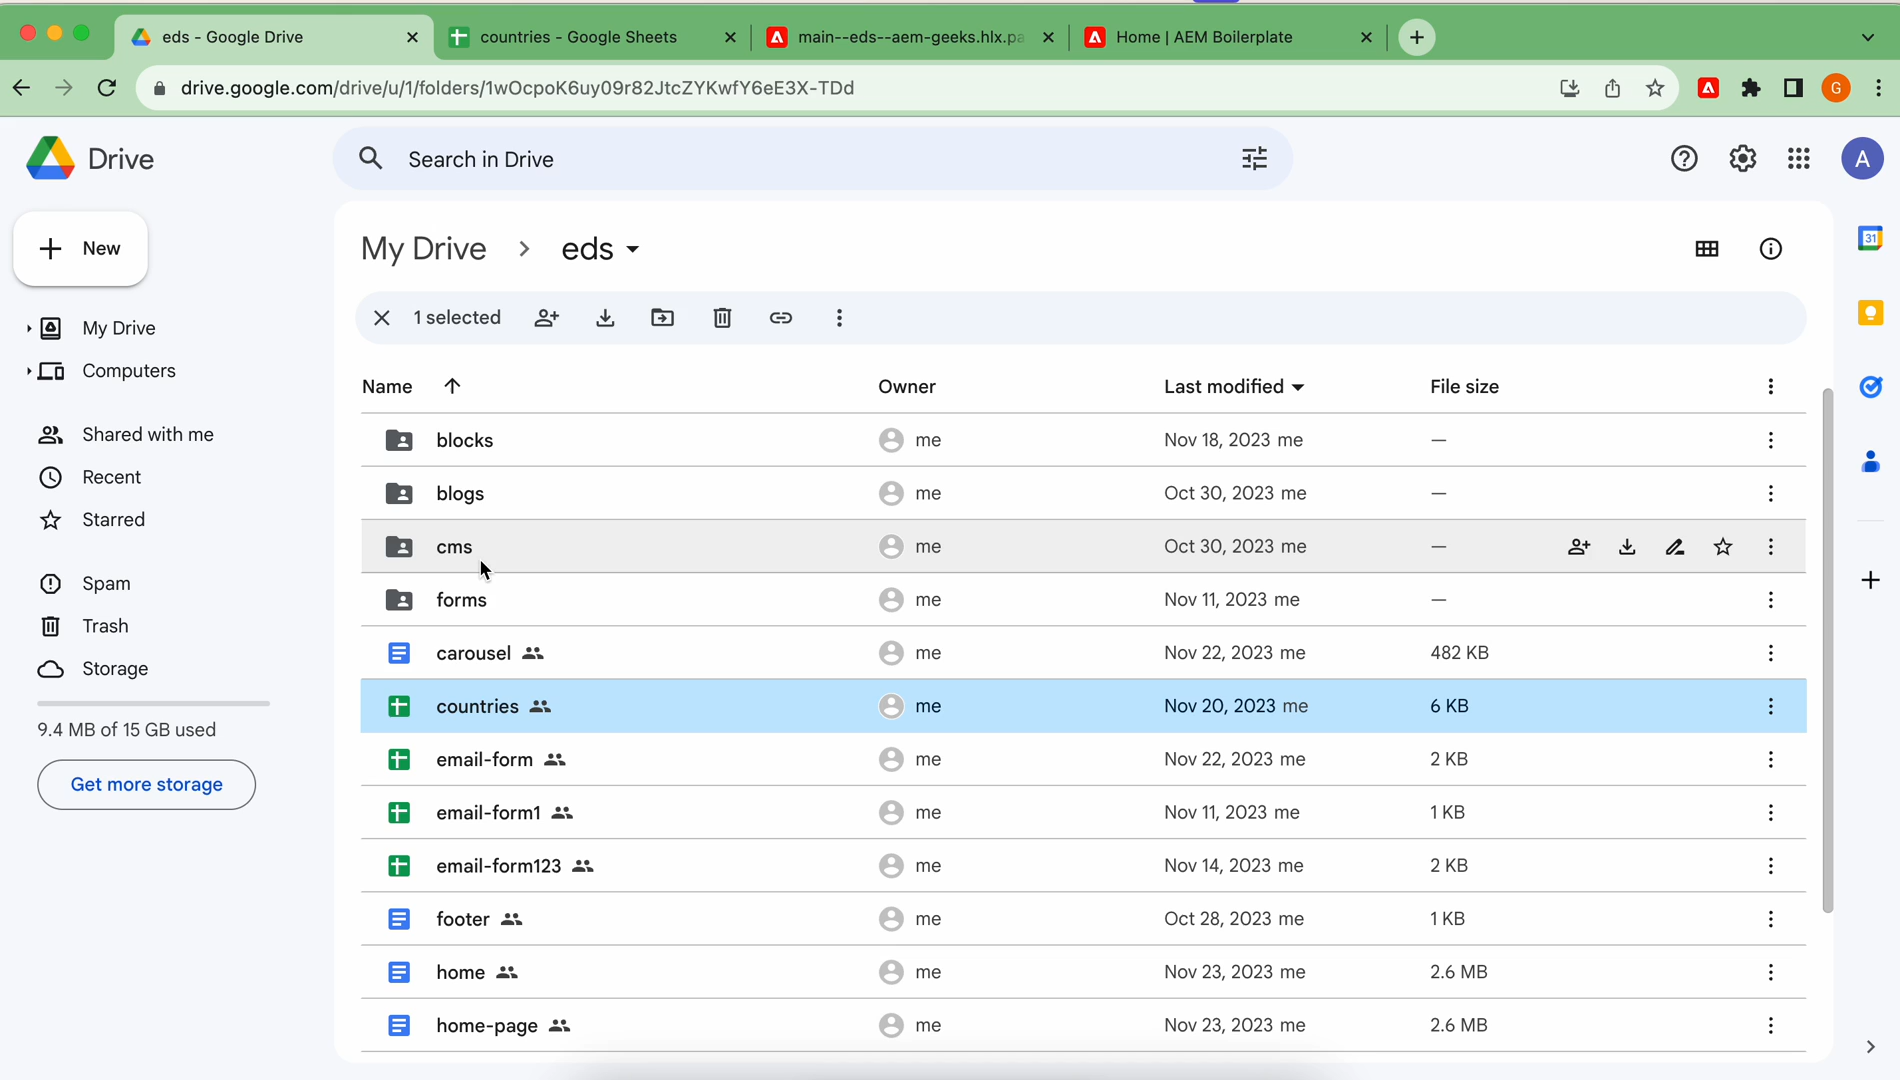 eds - Google Drive
countries - Google Sheets
main--eds--aem-geeks.hlx.pa
Home | AEM Boilerplate
drive.google.com/drive/u/1/folders/1wOcpoK6uy09r82JtcZYKwfY6eE3X-TDd
G
Drive
Search in Drive
A
New
My Drive
Computers
Shared with me
Recent
Starred
Spam
Trash
Storage
9.4 MB of 15 GB used
Get more storage
My Drive > eds
1 selected
Name Owner Last modified File size
blocks me Nov 18, 2023 me —
blogs me Oct 30, 2023 me —
cms me Oct 30, 2023 me —
forms me Nov 11, 2023 me —
carousel me Nov 22, 2023 me 482 KB
countries me Nov 20, 2023 me 6 KB
email-form me Nov 22, 2023 me 2 KB
email-form1 me Nov 11, 2023 me 1 KB
email-form123 me Nov 14, 2023 me 2 KB
footer me Oct 28, 2023 me 1 KB
home me Nov 23, 2023 me 2.6 MB
home-page me Nov 23, 2023 me 2.6 MB
31